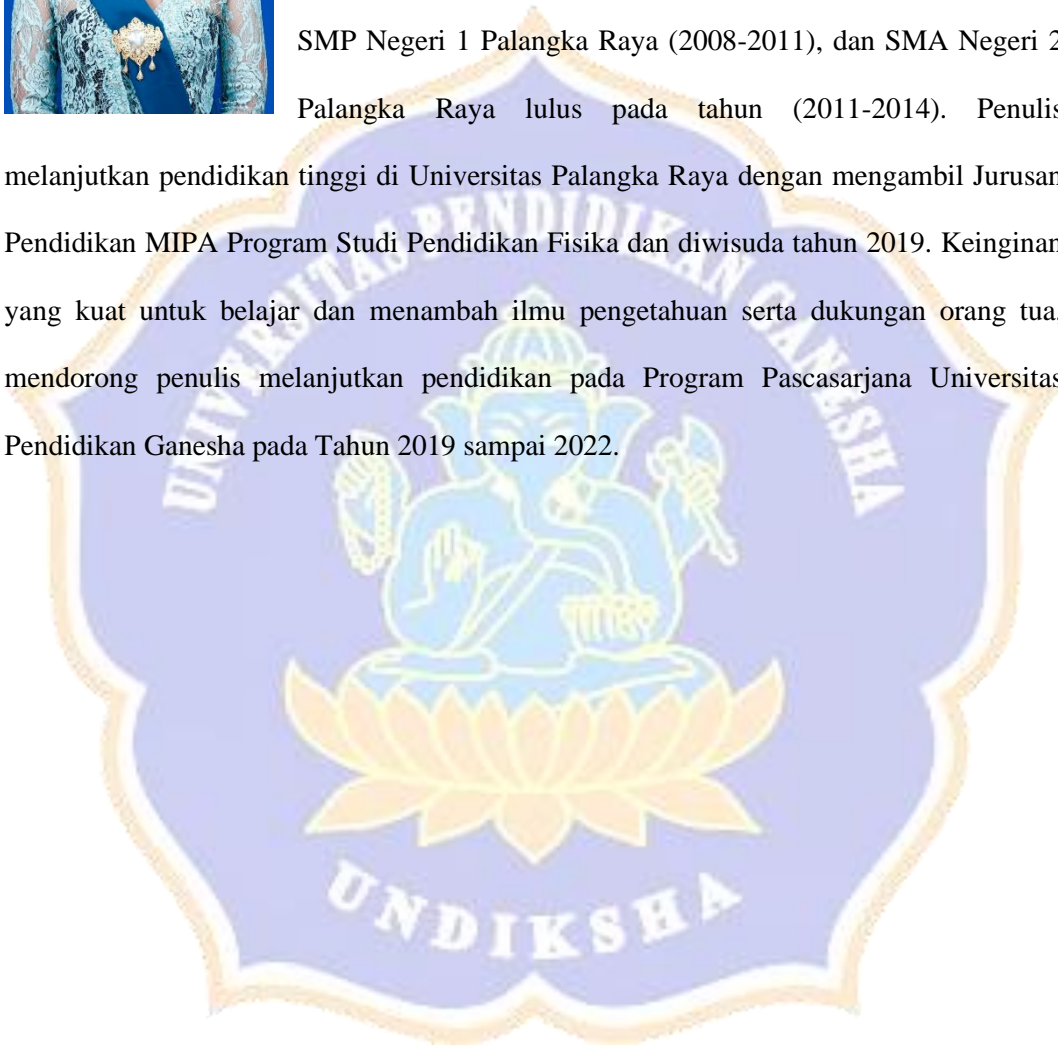 SMP Negeri 1 Palangka Raya (2008-2011), dan SMA Negeri 2
Palangka Raya lulus pada tahun (2011-2014). Penulis
melanjutkan pendidikan tinggi di Universitas Palangka Raya dengan mengambil Jurusan
Pendidikan MIPA Program Studi Pendidikan Fisika dan diwisuda tahun 2019. Keinginan
yang kuat untuk belajar dan menambah ilmu pengetahuan serta dukungan orang tua,
mendorong penulis melanjutkan pendidikan pada Program Pascasarjana Universitas
Pendidikan Ganesha pada Tahun 2019 sampai 2022.
UNIVERSITAS PENDIDIKAN GANESHA
UNDIKSHA